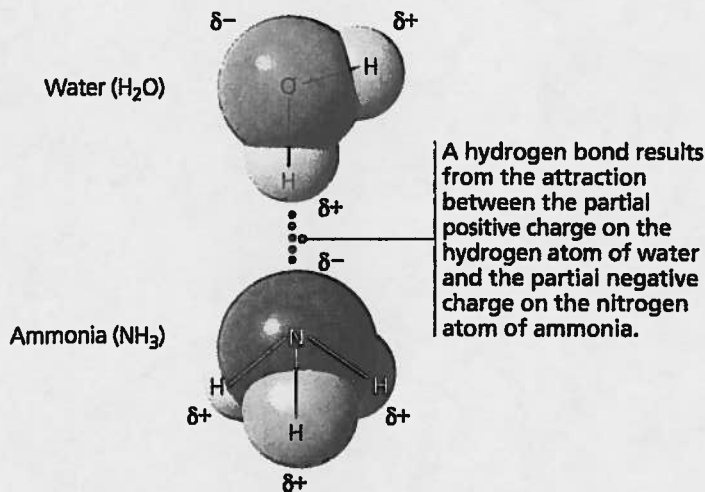 δ− δ+
Water (H₂O)
O H
H
δ+
A hydrogen bond results
from the attraction
between the partial
positive charge on the
hydrogen atom of water
and the partial negative
charge on the nitrogen
atom of ammonia.
δ−
Ammonia (NH₃)
N
H H
H
δ+ δ+
δ+